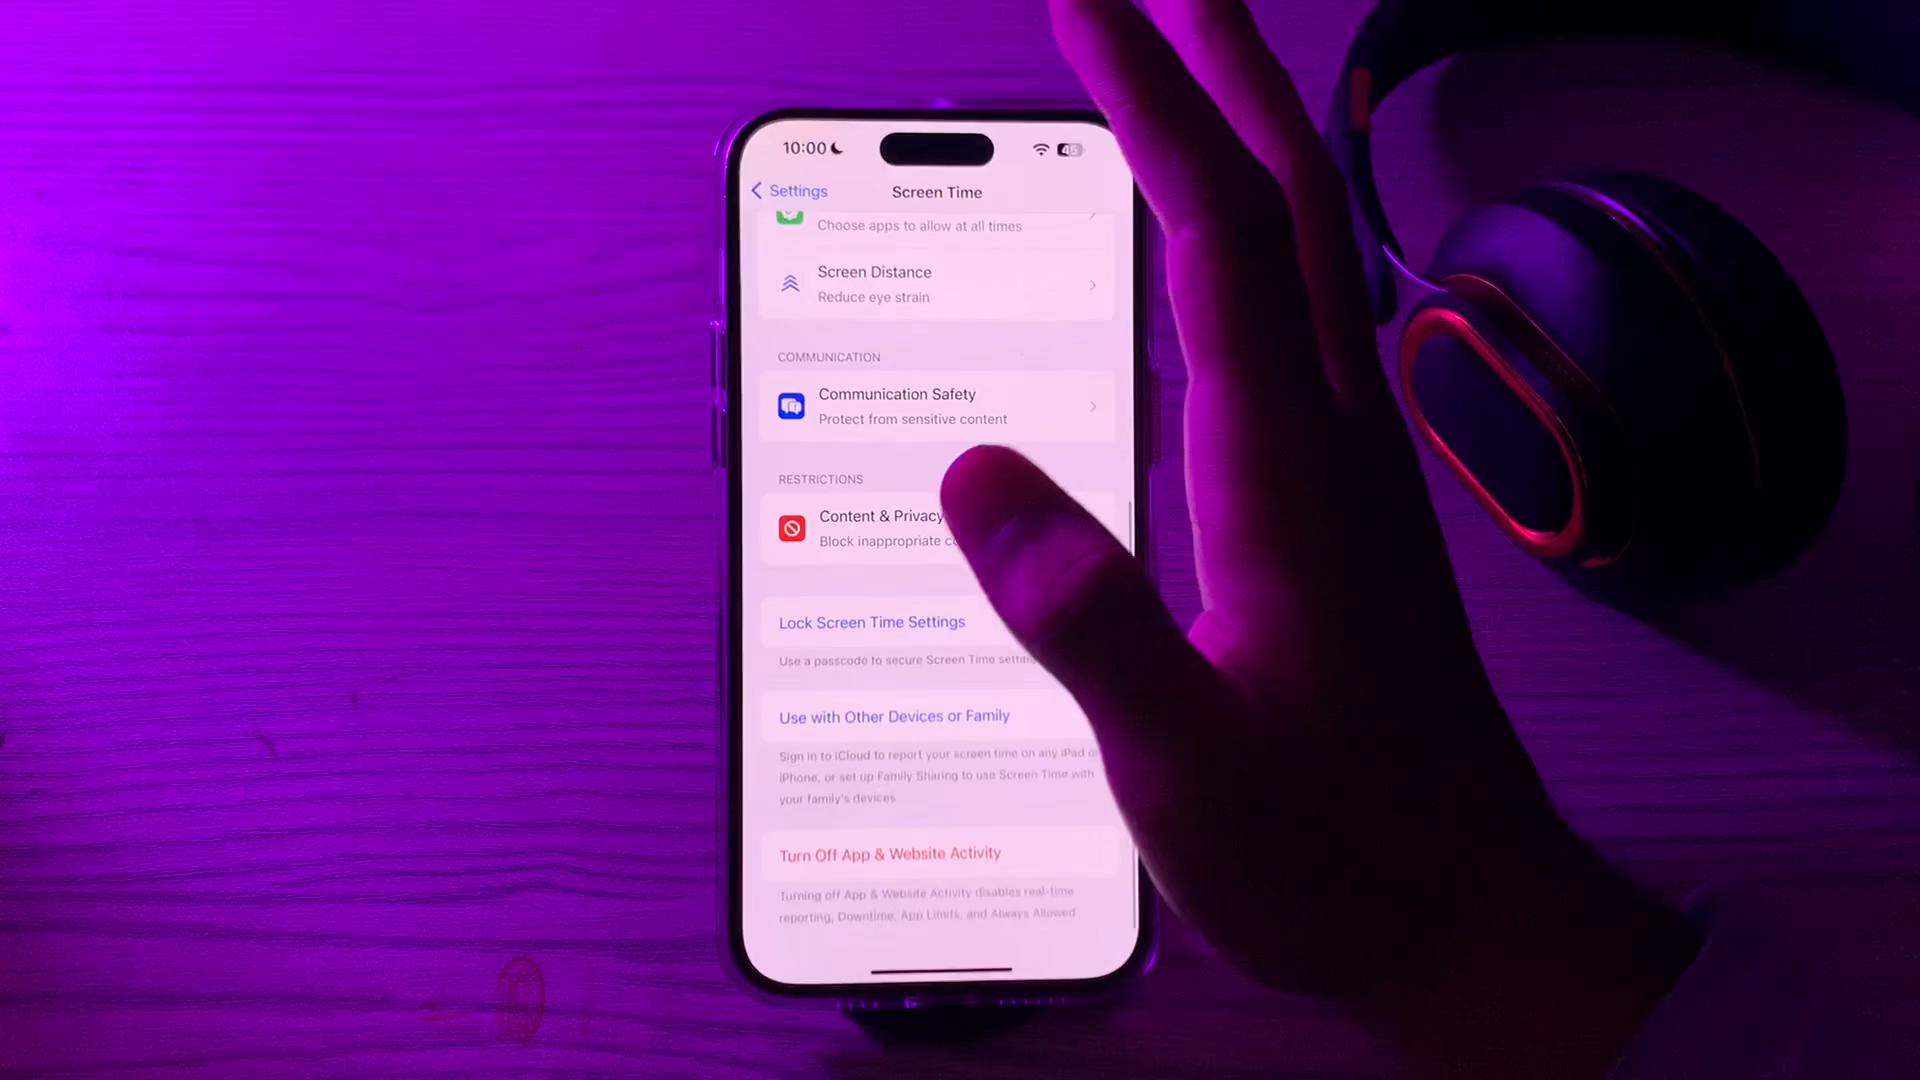 10:00
45
Settings
Screen Time
Choose apps to allow at all times
Screen Distance
Reduce eye strain
COMMUNICATION
Communication Safety
Protect from sensitive content
RESTRICTIONS
Content & Privacy
Block inappropriate
Lock Screen Time Settings
Use a passcode to secure Screen Time
Use with Other Devices or Family
Sign in to iCloud to report your screen time on any iPad
iPhone, or set up Family Sharing to use Screen Time with
your family's devices.
Turn Off App & Website Activity
Turning off App & Website Activity disables real-time
reporting, Downtime, App Limits, and Always Allowed